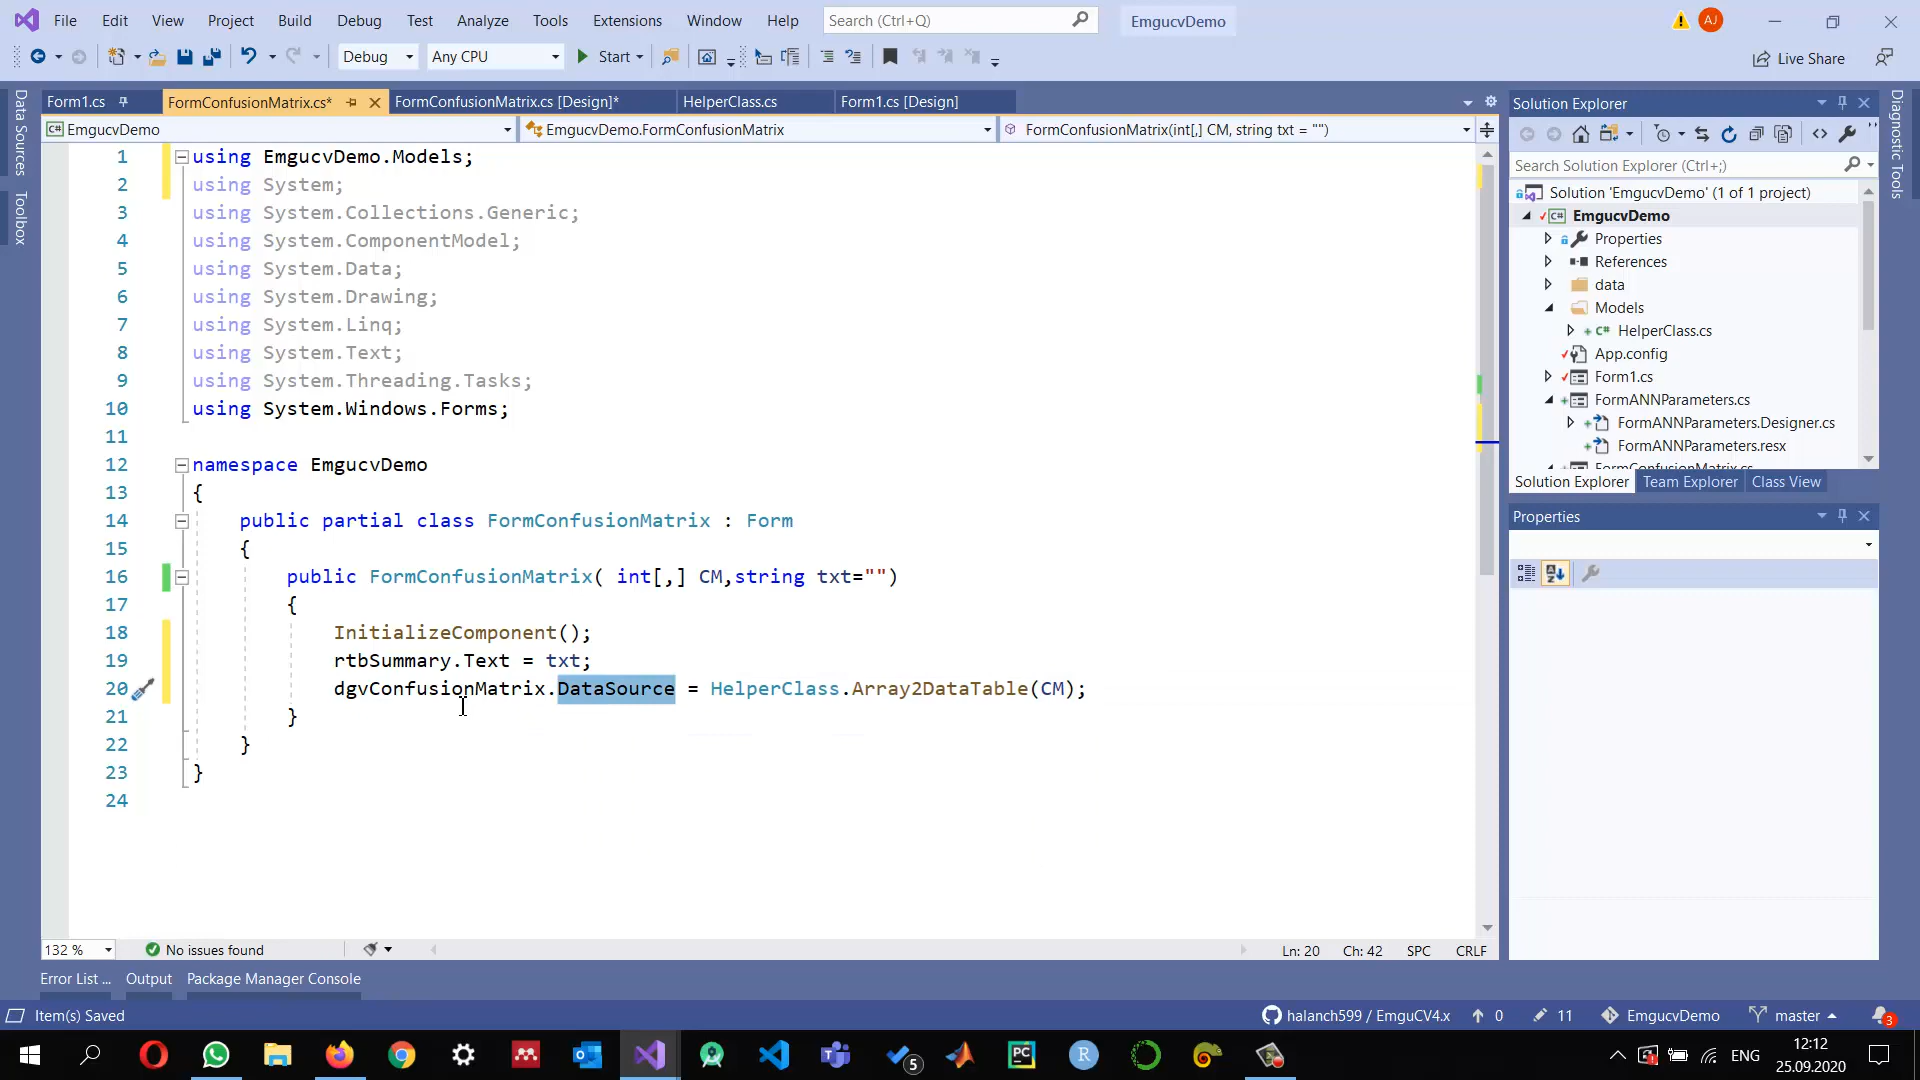 File Edit View Project Build Debug Test Analyze Tools Extensions Window Help Search (Ctrl+Q) EmgucvDemo AJ
Debug Any CPU Start Live Share
Data Sources
Toolbox
Form1.cs FormConfusionMatrix.cs* FormConfusionMatrix.cs [Design]* HelperClass.cs Form1.cs [Design]
EmgucvDemo EmgucvDemo.FormConfusionMatrix FormConfusionMatrix(int[,] CM, string txt = "")
1 using EmgucvDemo.Models;
2 using System;
3 using System.Collections.Generic;
4 using System.ComponentModel;
5 using System.Data;
6 using System.Drawing;
7 using System.Linq;
8 using System.Text;
9 using System.Threading.Tasks;
10 using System.Windows.Forms;
11
12 namespace EmgucvDemo
13 {
14 public partial class FormConfusionMatrix : Form
15 {
16 public FormConfusionMatrix( int[,] CM,string txt="")
17 {
18 InitializeComponent();
19 rtbSummary.Text = txt;
20 dgvConfusionMatrix.DataSource = HelperClass.Array2DataTable(CM);
21 }
22 }
23 }
24
132 % No issues found Ln: 20 Ch: 42 SPC CRLF
Solution Explorer
Search Solution Explorer (Ctrl+;)
Solution 'EmgucvDemo' (1 of 1 project)
EmgucvDemo
Properties
References
data
Models
HelperClass.cs
App.config
Form1.cs
FormANNParameters.cs
FormANNParameters.Designer.cs
FormANNParameters.resx
FormConfusionMatrix.cs
Solution Explorer Team Explorer Class View
Properties
Diagnostic Tools
Error List ... Output Package Manager Console
Item(s) Saved halanch599 / EmguCV4.x 0 11 EmgucvDemo master 3
5 PC R ENG 12:12
25.09.2020